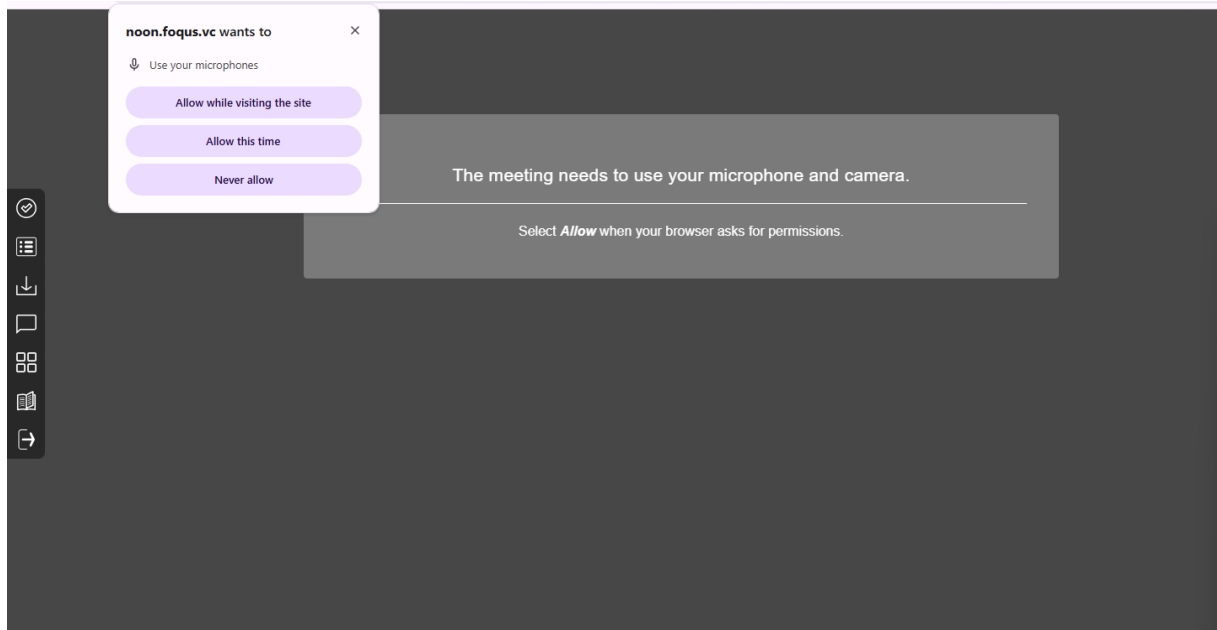 noon.foqus.vc wants to
Use your microphones
Allow while visiting the site
Allow this time
Never allow
The meeting needs to use your microphone and camera.
Select Allow when your browser asks for permissions.